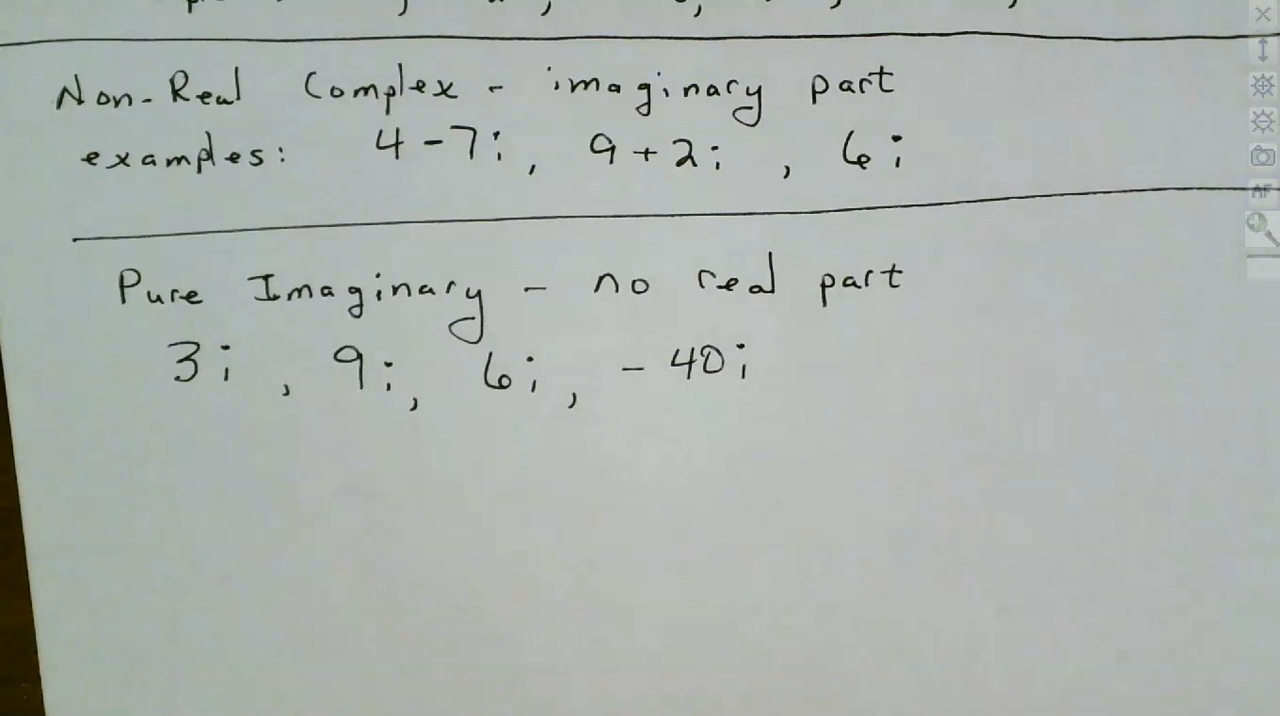 Non-Real Complex - imaginary part
examples: 4-7i, 9+2i, 6i
Pure Imaginary - no real part
3i, 9i, 6i, -40i
AF